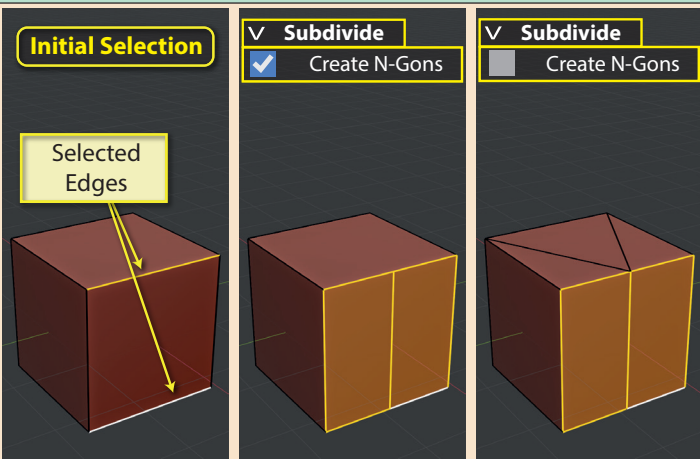 Initial Selection
Selected
Edges
Subdivide
Create N-Gons
Subdivide
Create N-Gons